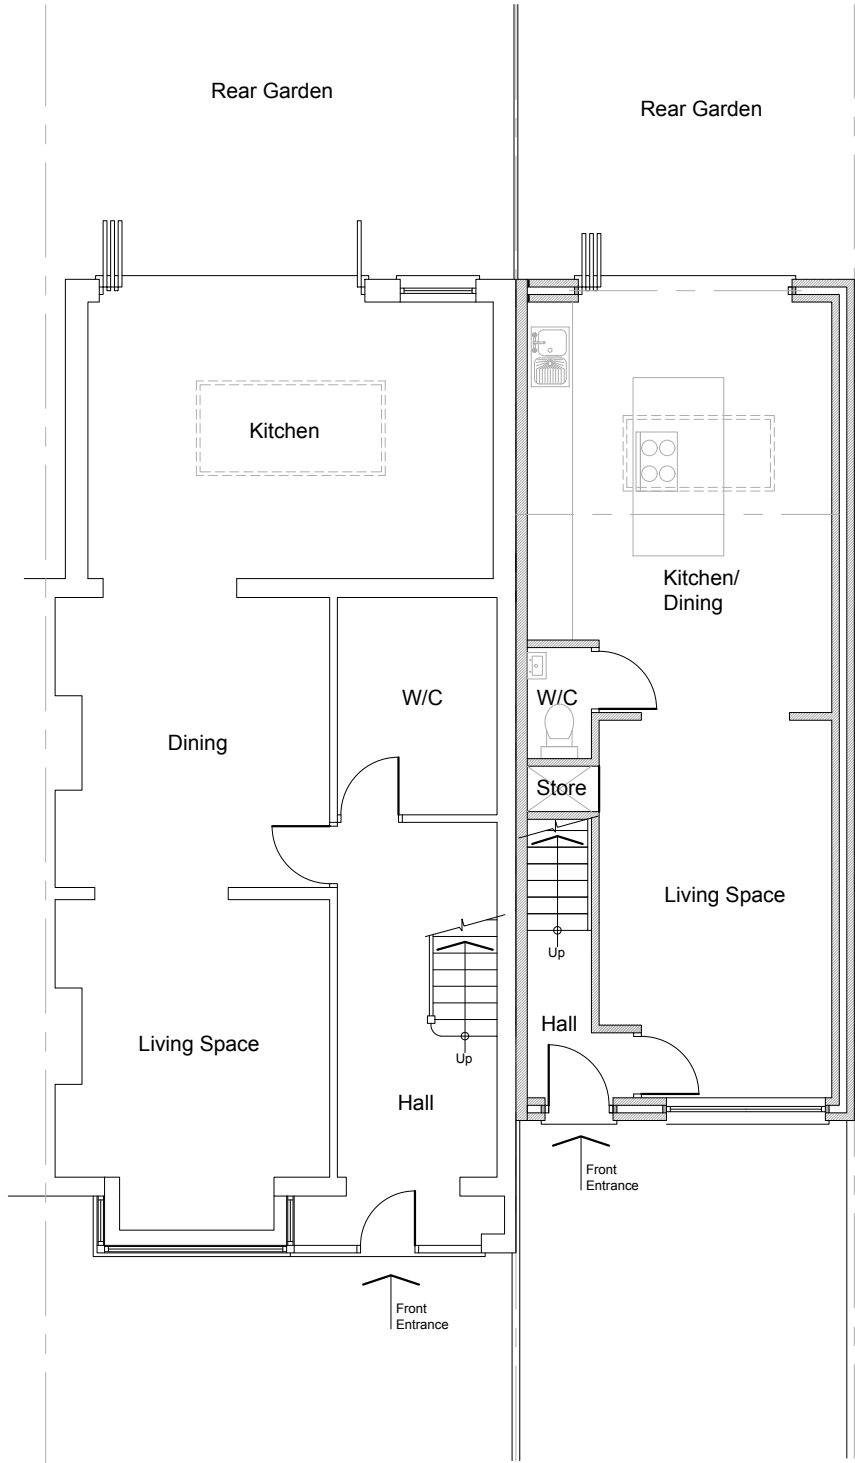 Rear Garden
Rear Garden
Kitchen
Kitchen/
Dining
W/C
W/C
Dining
Store
Living Space
Up
Hall
Living Space
Up
Hall
Front
Entrance
Front
Entrance